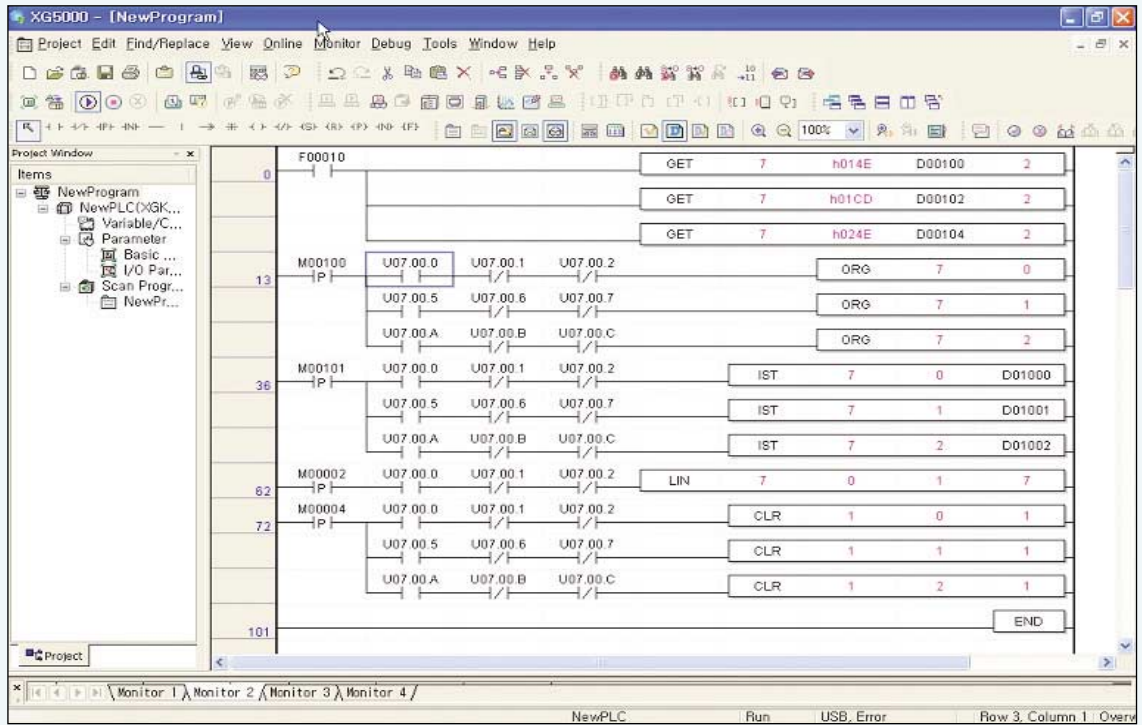 XG5000 - [NewProgram]
Project Edit Find/Replace View Online Monitor Debug Tools Window Help
100%
Project Window
Items
NewProgram
NewPLC(XGK...
Variable/C...
Parameter
Basic ...
I/O Par...
Scan Progr...
NewPr...
0 F00010 GET 7 h014E D00100 2
GET 7 h01CD D00102 2
GET 7 h024E D00104 2
13 M00100 P U07.00.0 U07.00.1 U07.00.2 ORG 7 0
U07.00.5 U07.00.6 U07.00.7 ORG 7 1
U07.00.A U07.00.B U07.00.C ORG 7 2
36 M00101 P U07.00.0 U07.00.1 U07.00.2 IST 7 0 D01000
U07.00.5 U07.00.6 U07.00.7 IST 7 1 D01001
U07.00.A U07.00.B U07.00.C IST 7 2 D01002
62 M00002 P U07.00.0 U07.00.1 U07.00.2 LIN 7 0 1 7
72 M00004 P U07.00.0 U07.00.1 U07.00.2 CLR 1 0 1
U07.00.5 U07.00.6 U07.00.7 CLR 1 1 1
U07.00.A U07.00.B U07.00.C CLR 1 2 1
101 END
Project
Monitor 1 Monitor 2 Monitor 3 Monitor 4
NewPLC Run USB, Error Row 3, Column 1 Overw